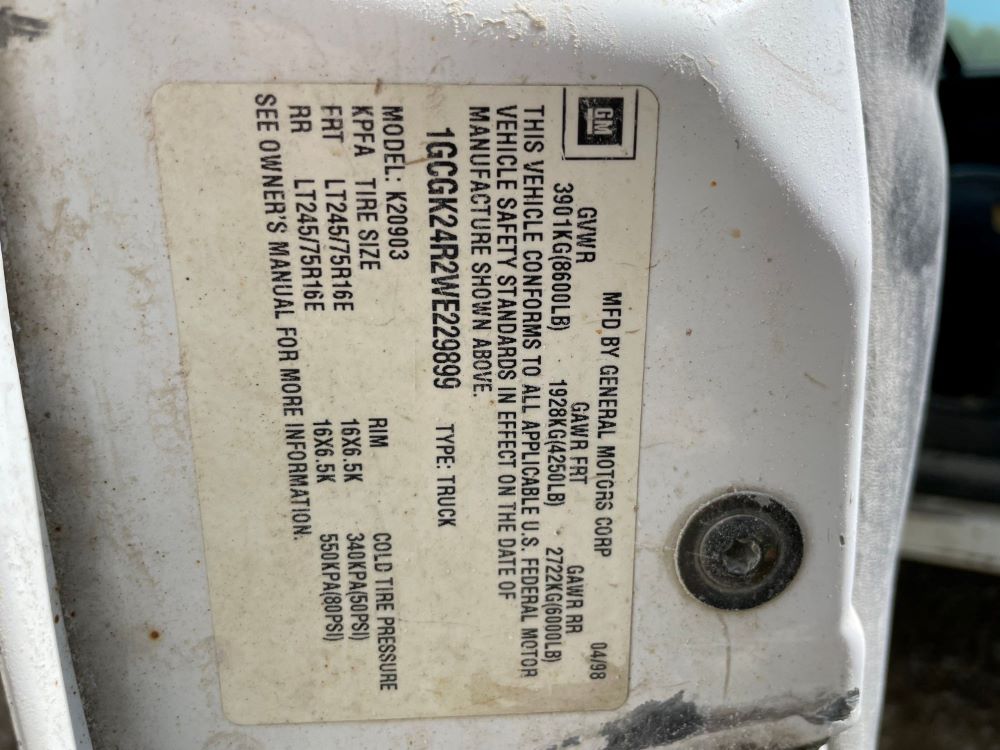 GM
MFD BY GENERAL MOTORS CORP 04/98
GVWR GAWR FRT GAWR RR
3901KG(8600LB) 1928KG(4250LB) 2722KG(6000LB)
THIS VEHICLE CONFORMS TO ALL APPLICABLE U.S. FEDERAL MOTOR
VEHICLE SAFETY STANDARDS IN EFFECT ON THE DATE OF
MANUFACTURE SHOWN ABOVE.
1GCGK24R2WE229899 TYPE: TRUCK
MODEL: K20903
KPFA TIRE SIZE RIM COLD TIRE PRESSURE
FRT LT245/75R16E 16X6.5K 340KPA(50PSI)
RR LT245/75R16E 16X6.5K 550KPA(80PSI)
SEE OWNER'S MANUAL FOR MORE INFORMATION.